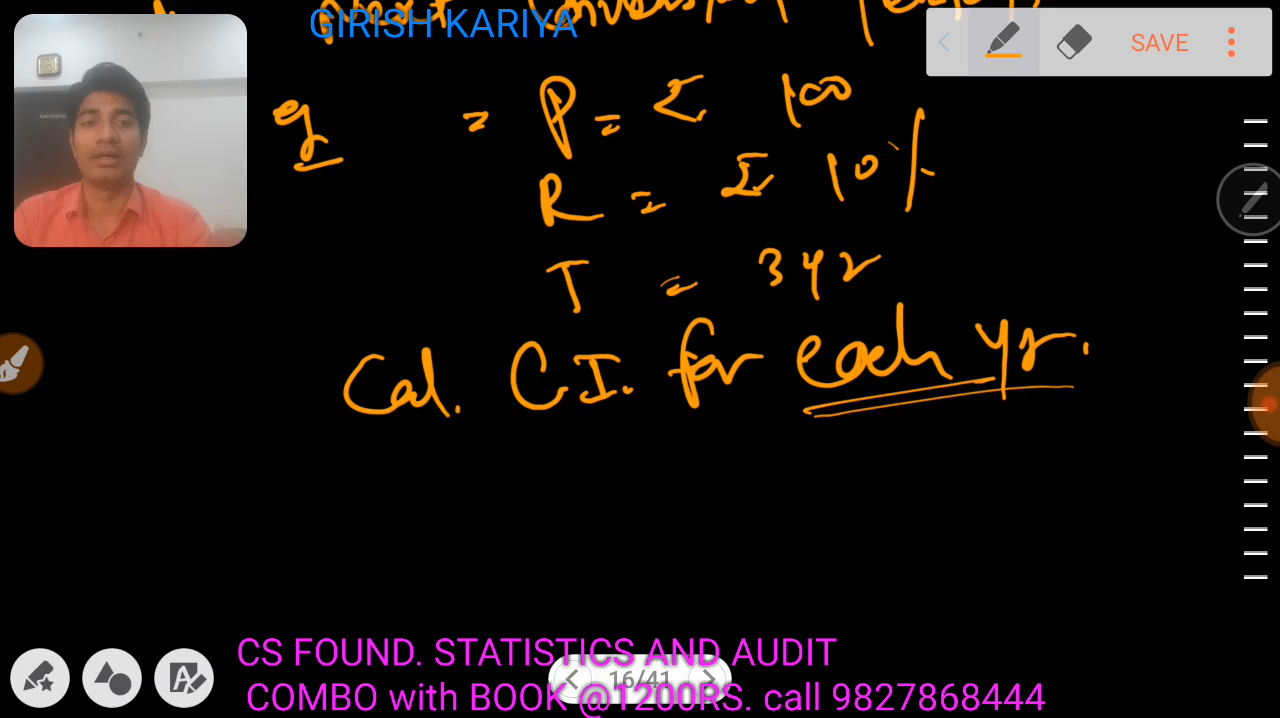 GIRISH KARIYA
SAVE
eg = P = ₹ 100
R = ₹ 10%
T = 3 yr
Cal. C.I. for each yr.
CS FOUND. STATISTICS AND AUDIT
16/41
COMBO with BOOK @1200RS. call 9827868444